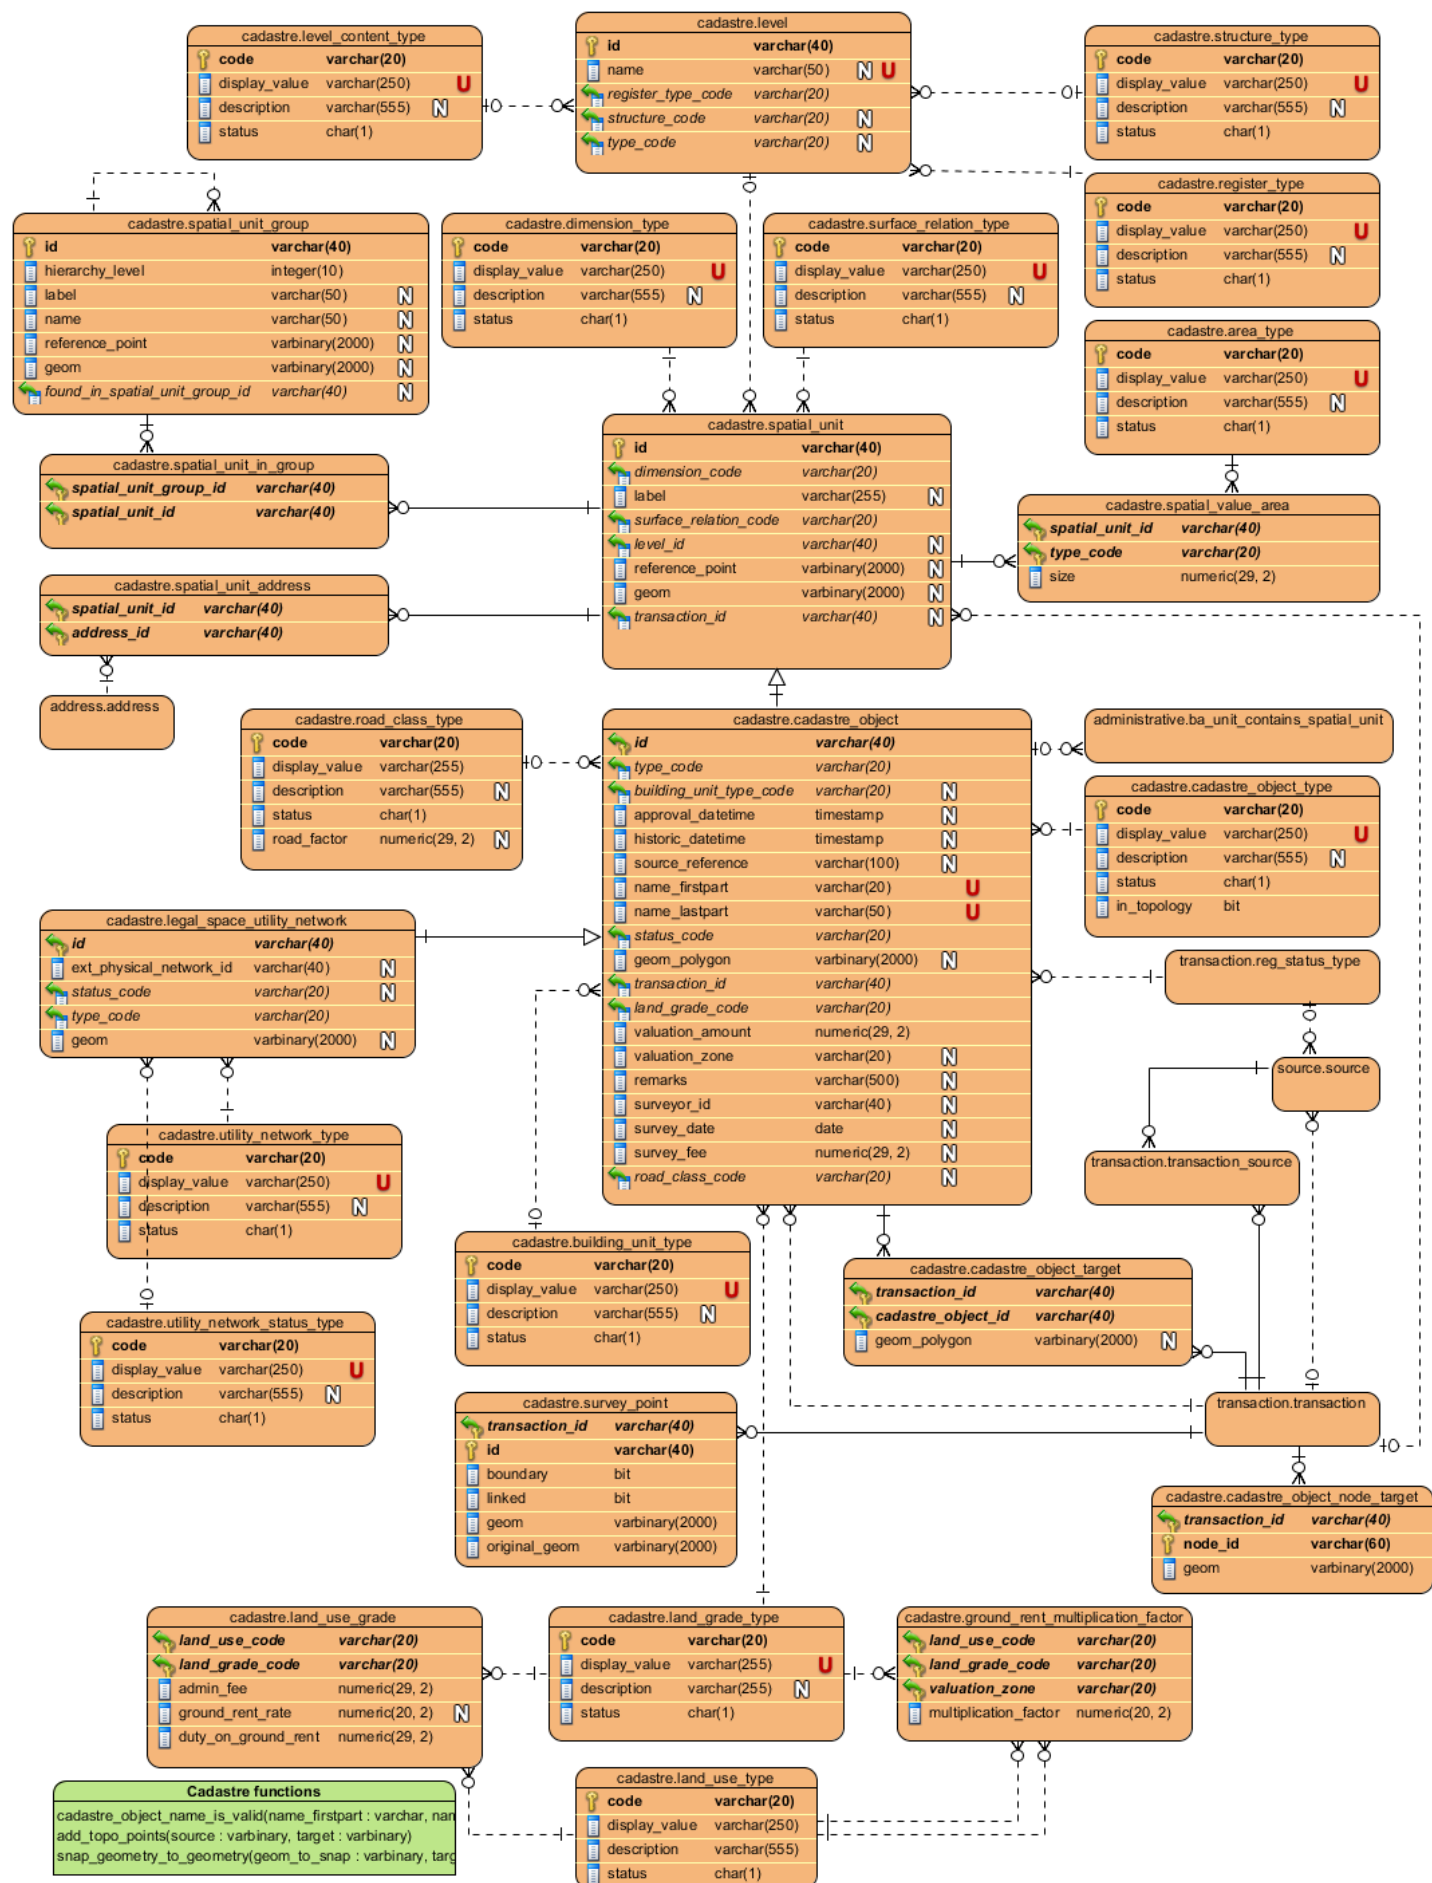 cadastre.level
id varchar(40)
name varchar(50) N U
register_type_code varchar(20)
structure_code varchar(20) N
type_code varchar(20) N
cadastre.level_content_type
code varchar(20)
display_value varchar(250) U
description varchar(555) N
status char(1)
cadastre.structure_type
code varchar(20)
display_value varchar(250) U
description varchar(555) N
status char(1)
cadastre.register_type
code varchar(20)
display_value varchar(250) U
description varchar(555) N
status char(1)
cadastre.spatial_unit_group
id varchar(40)
hierarchy_level integer(10)
label varchar(50) N
name varchar(50) N
reference_point varbinary(2000) N
geom varbinary(2000) N
found_in_spatial_unit_group_id varchar(40) N
cadastre.dimension_type
code varchar(20)
display_value varchar(250) U
description varchar(555) N
status char(1)
cadastre.surface_relation_type
code varchar(20)
display_value varchar(250) U
description varchar(555) N
status char(1)
cadastre.area_type
code varchar(20)
display_value varchar(250) U
description varchar(555) N
status char(1)
cadastre.spatial_unit
id varchar(40)
dimension_code varchar(20)
label varchar(255) N
surface_relation_code varchar(20)
level_id varchar(40) N
reference_point varbinary(2000) N
geom varbinary(2000) N
transaction_id varchar(40) N
cadastre.spatial_unit_in_group
spatial_unit_group_id varchar(40)
spatial_unit_id varchar(40)
cadastre.spatial_value_area
spatial_unit_id varchar(40)
type_code varchar(20)
size numeric(29, 2)
cadastre.spatial_unit_address
spatial_unit_id varchar(40)
address_id varchar(40)
address.address
cadastre.road_class_type
code varchar(20)
display_value varchar(255)
description varchar(555) N
status char(1)
road_factor numeric(29, 2) N
cadastre.cadastre_object
id varchar(40)
type_code varchar(20)
building_unit_type_code varchar(20) N
approval_datetime timestamp N
historic_datetime timestamp N
source_reference varchar(100) N
name_firstpart varchar(20) U
name_lastpart varchar(50) U
status_code varchar(20)
geom_polygon varbinary(2000) N
transaction_id varchar(40)
land_grade_code varchar(20)
valuation_amount numeric(29, 2)
valuation_zone varchar(20) N
remarks varchar(500) N
surveyor_id varchar(40) N
survey_date date N
survey_fee numeric(29, 2) N
road_class_code varchar(20) N
administrative.ba_unit_contains_spatial_unit
cadastre.cadastre_object_type
code varchar(20)
display_value varchar(250) U
description varchar(555) N
status char(1)
in_topology bit
cadastre.legal_space_utility_network
id varchar(40)
ext_physical_network_id varchar(40) N
status_code varchar(20) N
type_code varchar(20)
geom varbinary(2000) N
transaction.reg_status_type
source.source
transaction.transaction_source
cadastre.utility_network_type
code varchar(20)
display_value varchar(250) U
description varchar(555) N
status char(1)
cadastre.building_unit_type
code varchar(20)
display_value varchar(250) U
description varchar(555) N
status char(1)
cadastre.cadastre_object_target
transaction_id varchar(40)
cadastre_object_id varchar(40)
geom_polygon varbinary(2000) N
cadastre.utility_network_status_type
code varchar(20)
display_value varchar(250) U
description varchar(555) N
status char(1)
cadastre.survey_point
transaction_id varchar(40)
id varchar(40)
boundary bit
linked bit
geom varbinary(2000)
original_geom varbinary(2000)
transaction.transaction
cadastre.cadastre_object_node_target
transaction_id varchar(40)
node_id varchar(60)
geom varbinary(2000)
cadastre.land_use_grade
land_use_code varchar(20)
land_grade_code varchar(20)
admin_fee numeric(29, 2)
ground_rent_rate numeric(20, 2) N
duty_on_ground_rent numeric(29, 2)
cadastre.land_grade_type
code varchar(20)
display_value varchar(255) U
description varchar(255) N
status char(1)
cadastre.ground_rent_multiplication_factor
land_use_code varchar(20)
land_grade_code varchar(20)
valuation_zone varchar(20)
multiplication_factor numeric(20, 2)
cadastre.land_use_type
code varchar(20)
display_value varchar(250)
description varchar(555)
status char(1)
Cadastre functions
cadastre_object_name_is_valid(name_firstpart : varchar, nam
add_topo_points(source : varbinary, target : varbinary)
snap_geometry_to_geometry(geom_to_snap : varbinary, targ